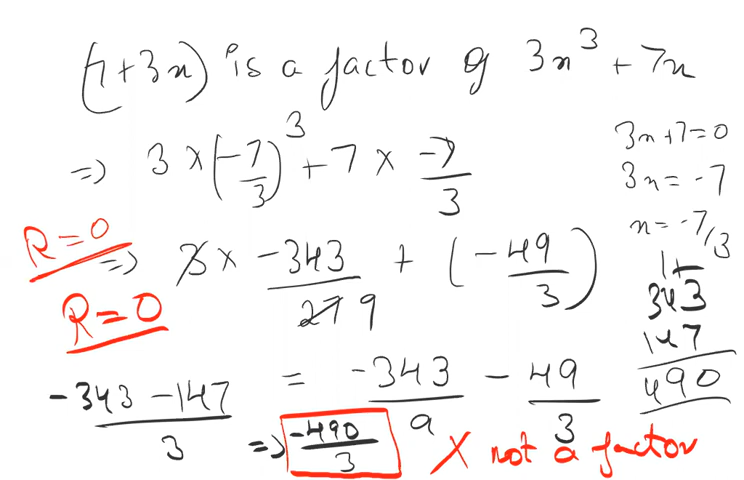 (7+3x) is a factor of 3x³ + 7x
3x+7=0
3x = -7
x = -7/3
=> 3 × (-7/3)³ + 7 × -7/3
R=0
=> 3 × -343/27 9 + (-49/3)
R=0
343
147
490
= -343/9 - 49/3
-343 - 147/3
=> -490/3 X not a factor